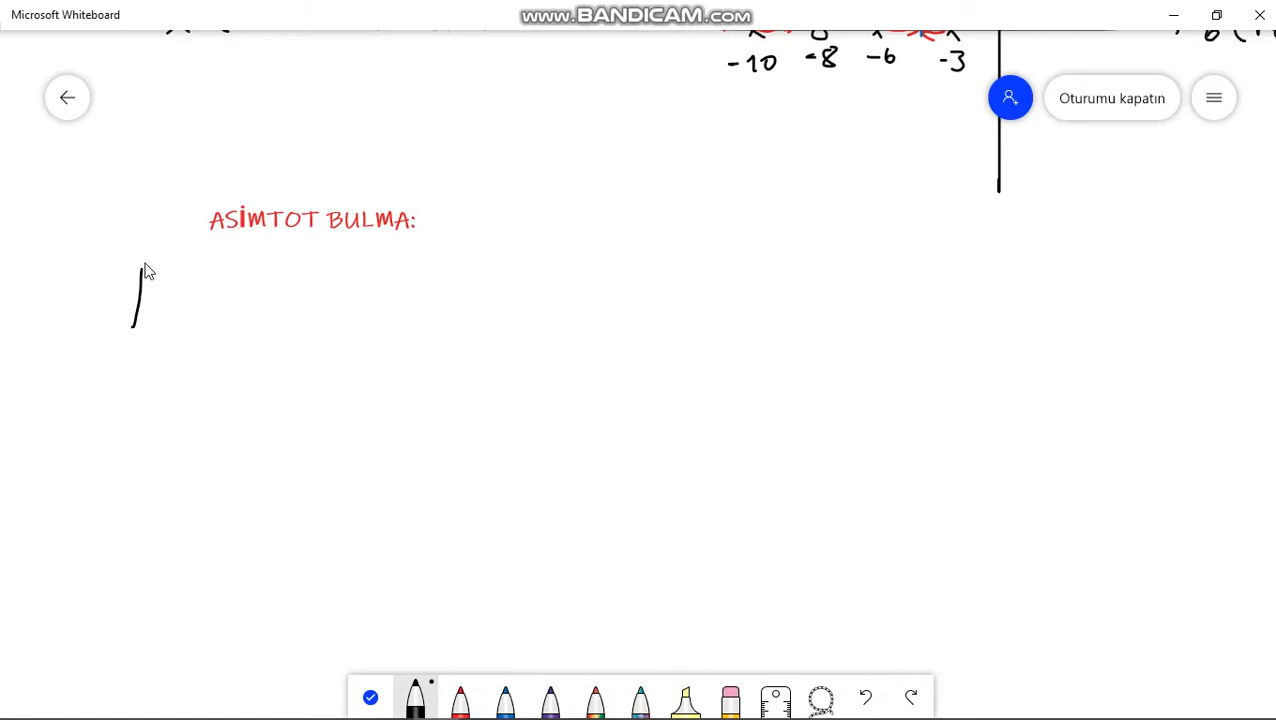 Microsoft Whiteboard
www.BANDICAM.com
-10 -8 -6 -3
Oturumu kapatın
ASİMTOT BULMA: